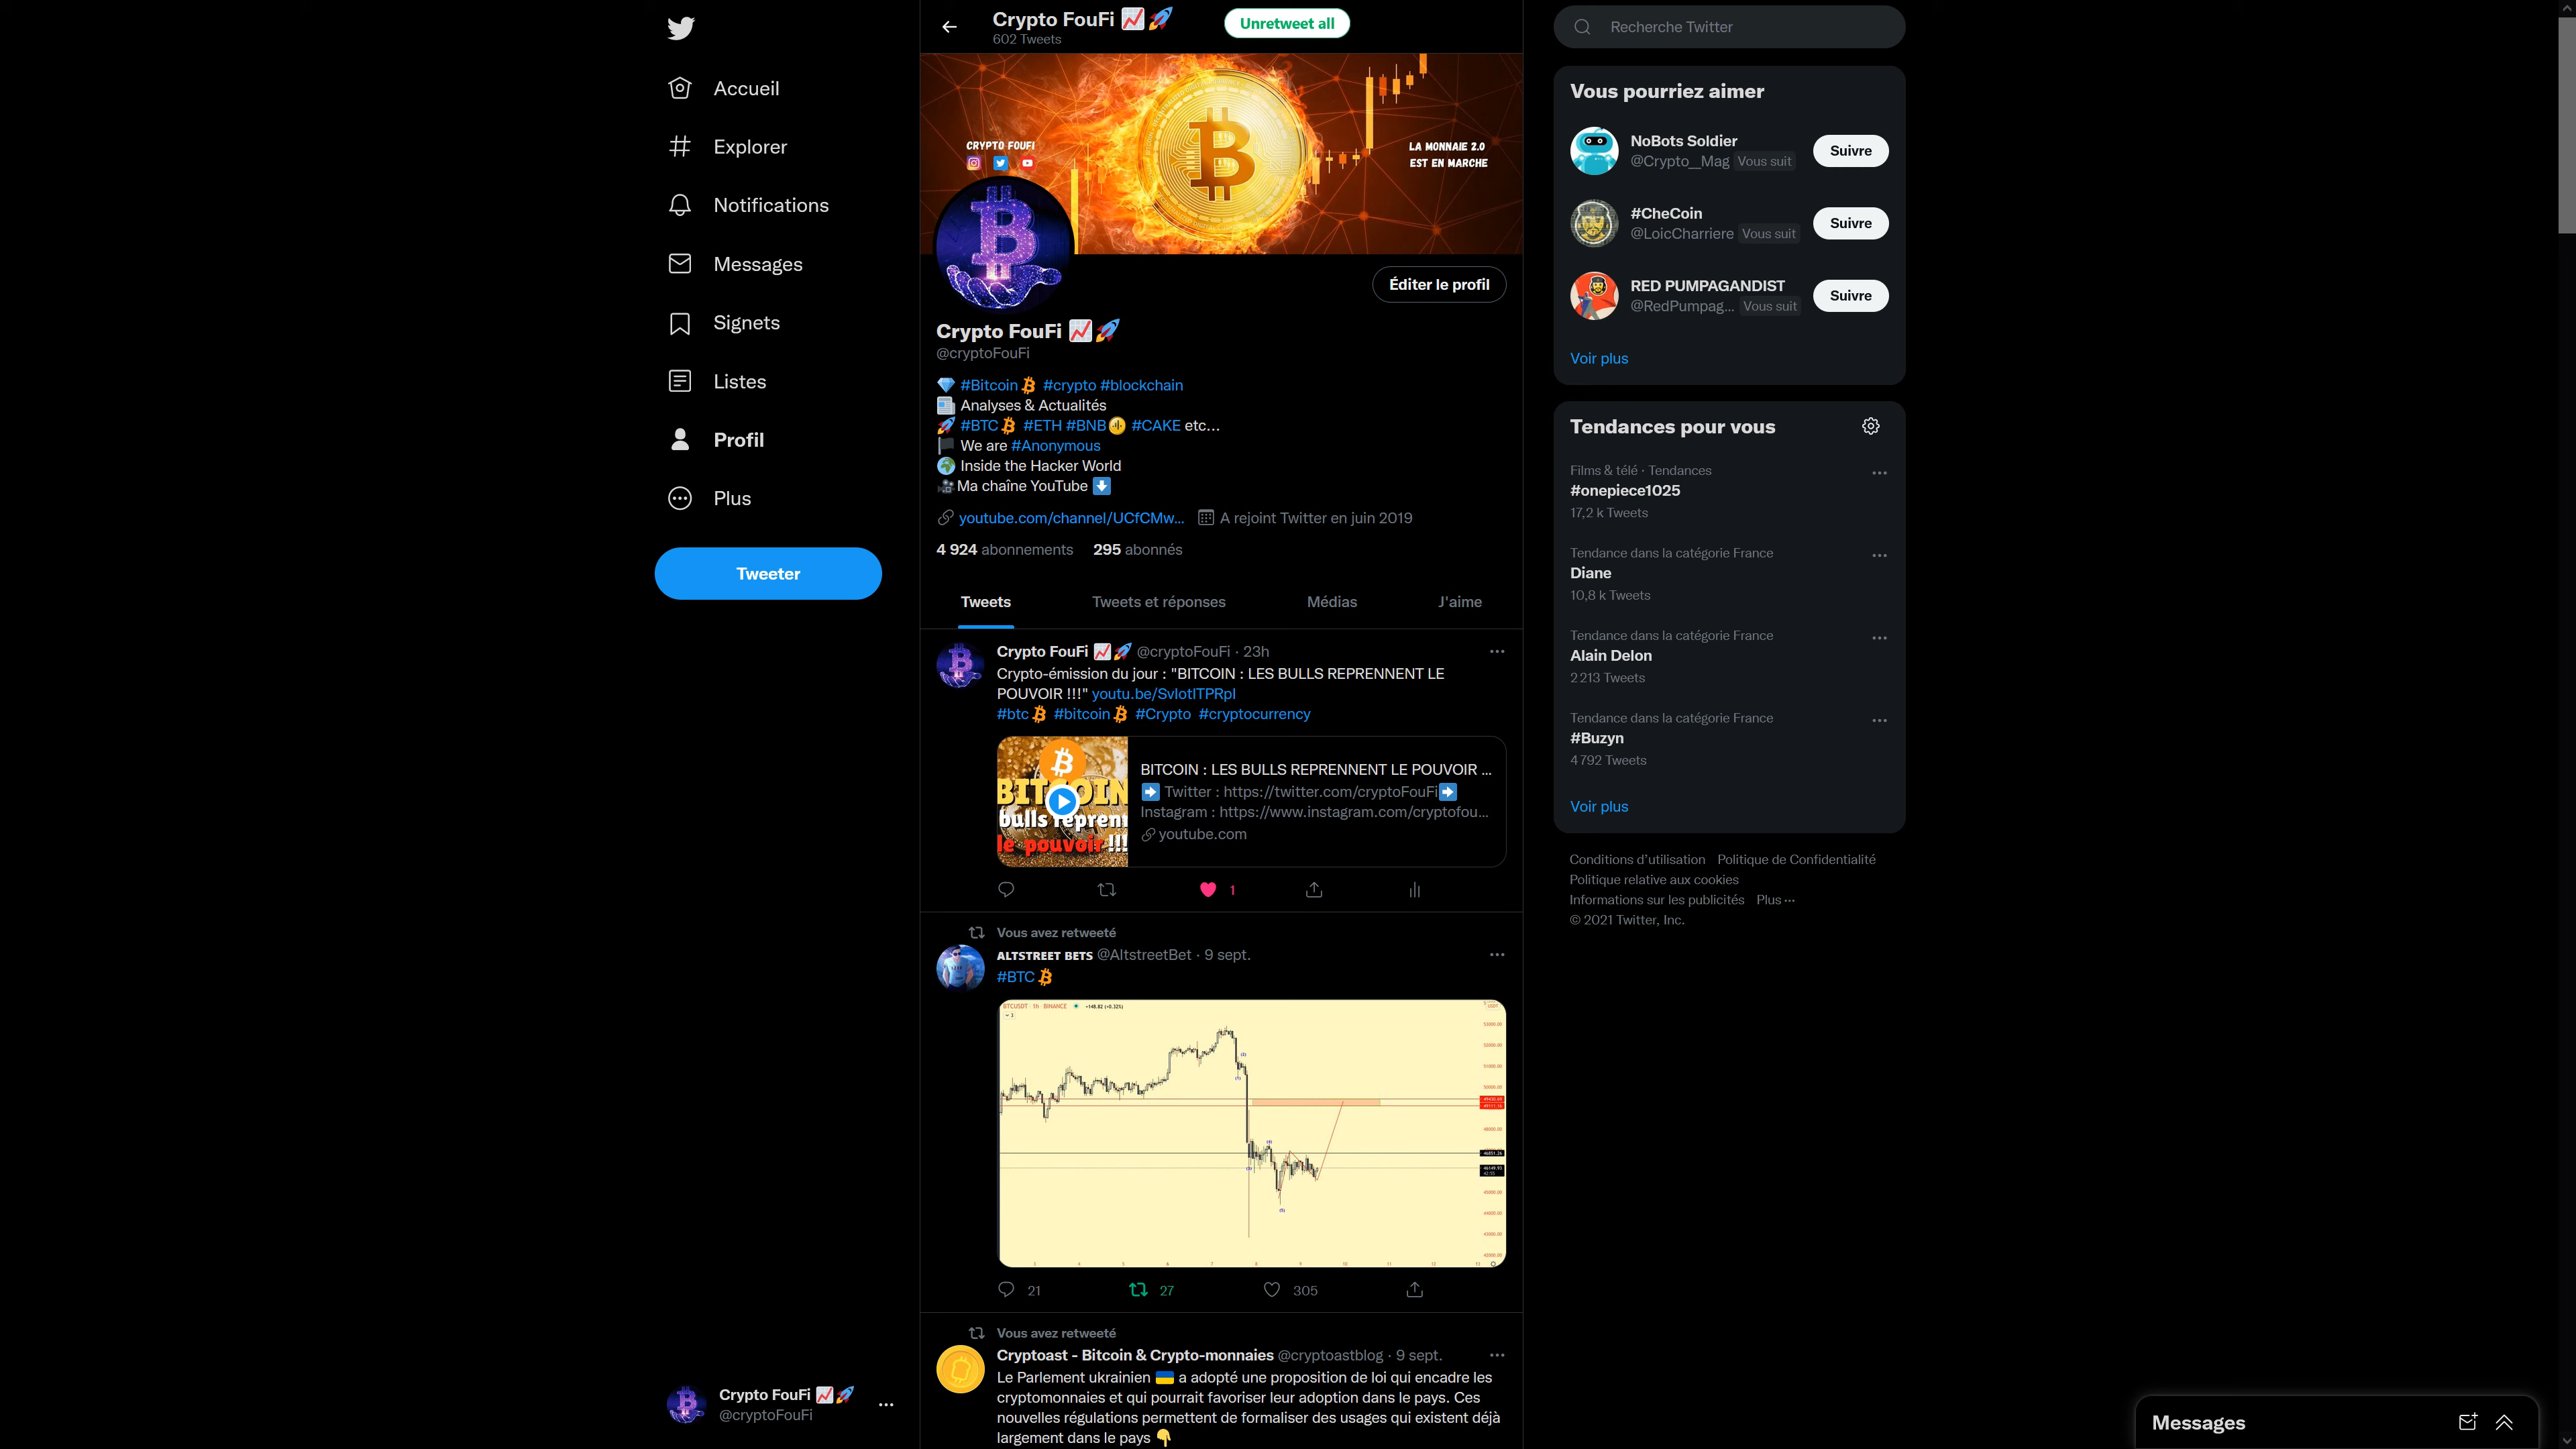 Accueil
Explorer
Notifications
Messages
Signets
Listes
Profil
Plus
Tweeter
Crypto FouFi 📈🚀
@cryptoFouFi
Crypto FouFi 📈🚀
602 Tweets
Unretweet all
CRYPTO FOUFI
LA MONNAIE 2.0
EST EN MARCHE
Éditer le profil
Crypto FouFi 📈🚀
@cryptoFouFi
💎 #Bitcoin #crypto #blockchain
📰 Analyses & Actualités
🚀 #BTC #ETH #BNB #CAKE etc...
🏴 We are #Anonymous
🌍 Inside the Hacker World
🎥 Ma chaîne YouTube ⬇️
youtube.com/channel/UCfCMw... A rejoint Twitter en juin 2019
4 924 abonnements 295 abonnés
Tweets Tweets et réponses Médias J'aime
Crypto FouFi 📈🚀 @cryptoFouFi · 23h
Crypto-émission du jour : "BITCOIN : LES BULLS REPRENNENT LE
POUVOIR !!!" youtu.be/SvIotITPRpI
#btc #bitcoin #Crypto #cryptocurrency
BITCOIN
bulls repren
le pouvoir !!!
BITCOIN : LES BULLS REPRENNENT LE POUVOIR ...
➡️ Twitter : https://twitter.com/cryptoFouFi➡️
Instagram : https://www.instagram.com/cryptofou...
youtube.com
1
Vous avez retweeté
ALTSTREET BETS @AltstreetBet · 9 sept.
#BTC
BTCUSDT · 1h · BINANCE +148.82 (+0.32%)
21 27 305
Vous avez retweeté
Cryptoast - Bitcoin & Crypto-monnaies @cryptoastblog · 9 sept.
Le Parlement ukrainien 🇺🇦 a adopté une proposition de loi qui encadre les
cryptomonnaies et qui pourrait favoriser leur adoption dans le pays. Ces
nouvelles régulations permettent de formaliser des usages qui existent déjà
largement dans le pays 👇
Recherche Twitter
Vous pourriez aimer
NoBots Soldier
@Crypto__Mag Vous suit
Suivre
#CheCoin
@LoicCharriere Vous suit
Suivre
RED PUMPAGANDIST
@RedPumpag... Vous suit
Suivre
Voir plus
Tendances pour vous
Films & télé · Tendances
#onepiece1025
17,2 k Tweets
Tendance dans la catégorie France
Diane
10,8 k Tweets
Tendance dans la catégorie France
Alain Delon
2 213 Tweets
Tendance dans la catégorie France
#Buzyn
4 792 Tweets
Voir plus
Conditions d'utilisation Politique de Confidentialité
Politique relative aux cookies
Informations sur les publicités Plus ···
© 2021 Twitter, Inc.
Messages